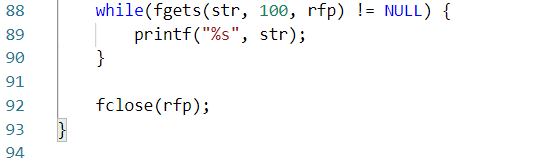 88 while(fgets(str, 100, rfp) != NULL) {
89 printf("%s", str);
90 }
91
92 fclose(rfp);
93 }
94